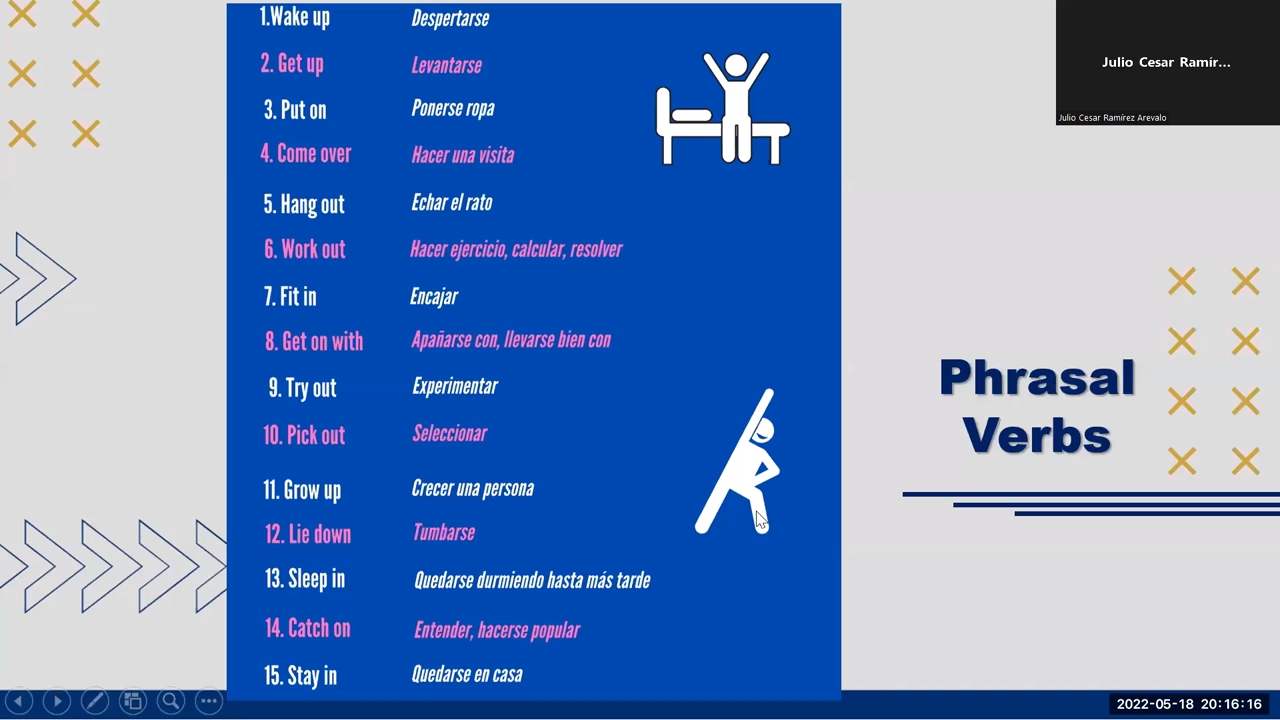 1.Wake up Despertarse
2. Get up Levantarse
3. Put on Ponerse ropa
4. Come over Hacer una visita
5. Hang out Echar el rato
6. Work out Hacer ejercicio, calcular, resolver
7. Fit in Encajar
8. Get on with Apañarse con, llevarse bien con
9. Try out Experimentar
10. Pick out Seleccionar
11. Grow up Crecer una persona
12. Lie down Tumbarse
13. Sleep in Quedarse durmiendo hasta más tarde
14. Catch on Entender, hacerse popular
15. Stay in Quedarse en casa
Phrasal
Verbs
Julio Cesar Ramír...
Julio Cesar Ramírez Arevalo
2022-05-18 20:16:16